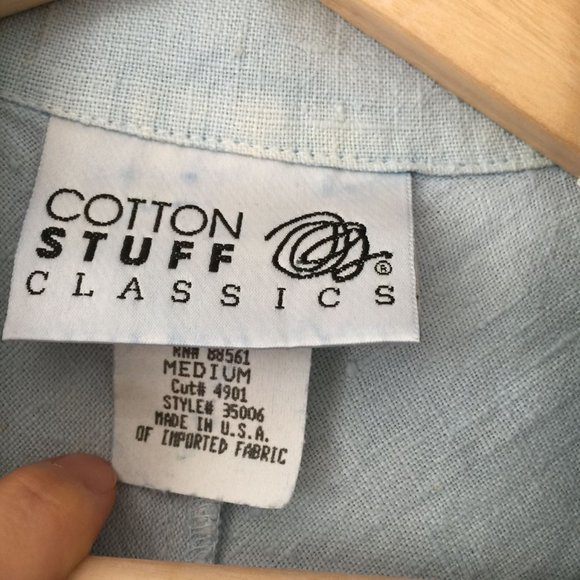 COTTON
STUFF
CLASSICS
®
RN# 88561
MEDIUM
Cut# 4901
STYLE# 35006
MADE IN U.S.A.
OF IMPORTED FABRIC